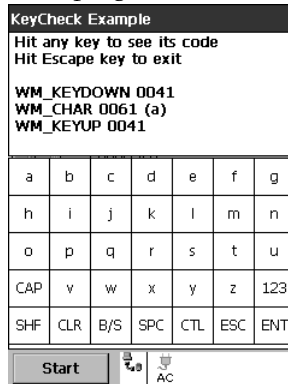 KeyCheck Example
Hit any key to see its code
Hit Escape key to exit
WM_KEYDOWN 0041
WM_CHAR 0061 (a)
WM_KEYUP 0041
a b c d e f g
h i j k l m n
o p q r s t u
CAP v w x y z 123
SHF CLR B/S SPC CTL ESC ENT
Start AC